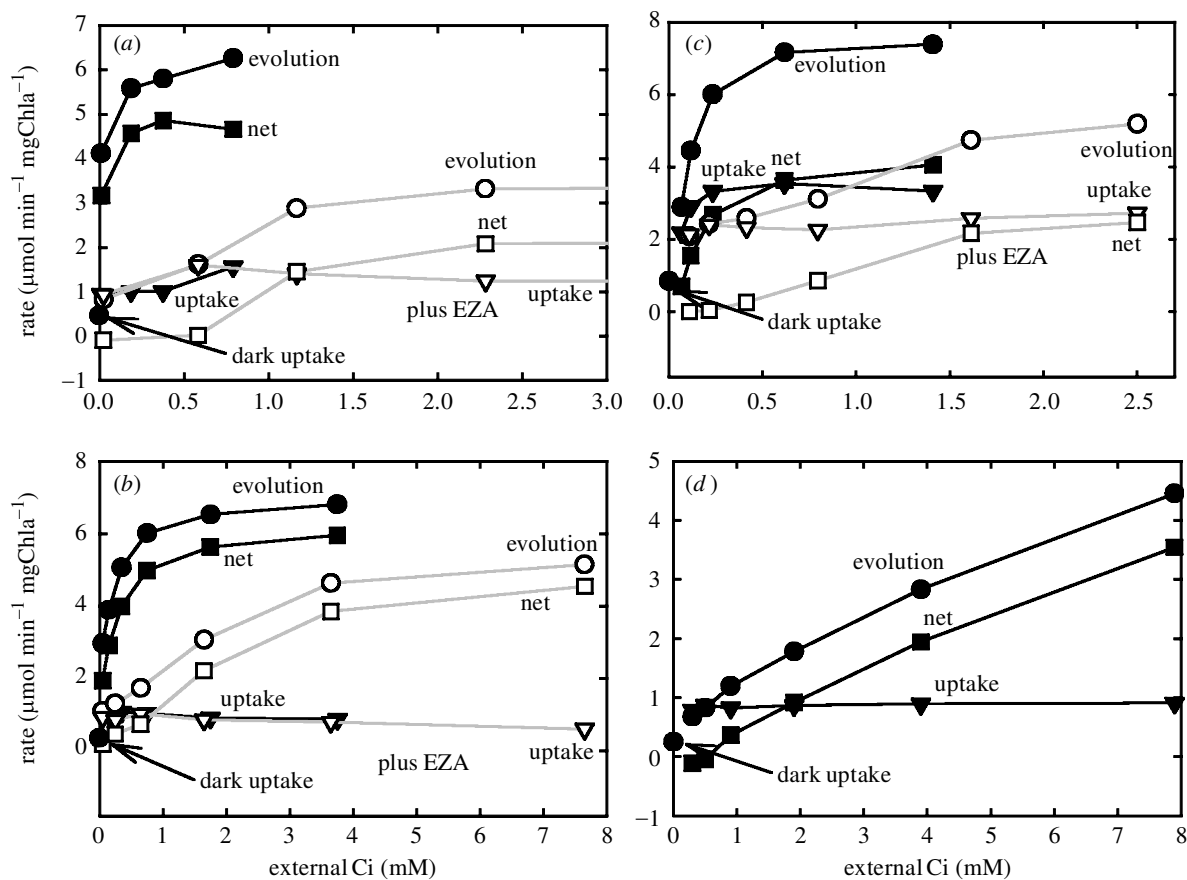 (a)
7
6
5
4
3
2
1
0
−1
rate (µmol min⁻¹ mgChla⁻¹)
evolution
net
evolution
net
uptake
plus EZA
uptake
dark uptake
0.0 0.5 1.0 1.5 2.0 2.5 3.0
(c)
8
6
4
2
0
evolution
uptake
net
evolution
uptake
net
plus EZA
dark uptake
0.0 0.5 1.0 1.5 2.0 2.5
(b)
8
6
4
2
0
rate (µmol min⁻¹ mgChla⁻¹)
evolution
net
evolution
net
uptake
uptake
plus EZA
dark uptake
0 1 2 3 4 5 6 7 8
external Ci (mM)
(d)
5
4
3
2
1
0
−1
evolution
net
uptake
dark uptake
0 1 2 3 4 5 6 7 8
external Ci (mM)